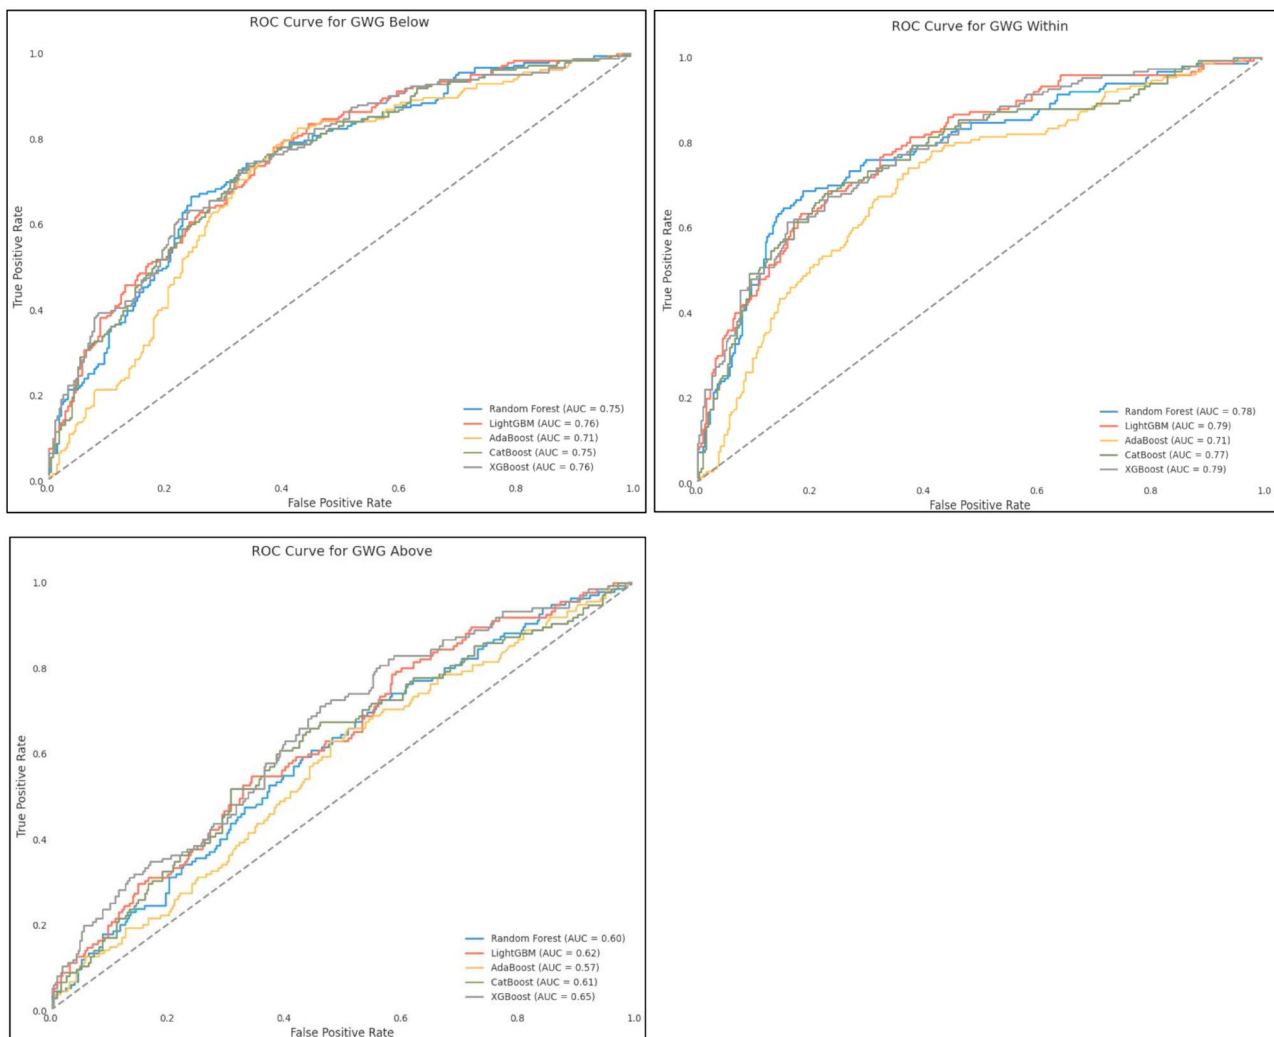 ROC Curve for GWG Below
1.0
0.8
0.6
0.4
0.2
0.0
True Positive Rate
Random Forest (AUC = 0.75)
LightGBM (AUC = 0.76)
AdaBoost (AUC = 0.71)
CatBoost (AUC = 0.75)
XGBoost (AUC = 0.76)
0.0 0.2 0.4 0.6 0.8 1.0
False Positive Rate
ROC Curve for GWG Within
1.0
0.8
0.6
0.4
0.2
0.0
True Positive Rate
Random Forest (AUC = 0.78)
LightGBM (AUC = 0.79)
AdaBoost (AUC = 0.71)
CatBoost (AUC = 0.77)
XGBoost (AUC = 0.79)
0.0 0.2 0.4 0.6 0.8 1.0
False Positive Rate
ROC Curve for GWG Above
1.0
0.8
0.6
0.4
0.2
0.0
True Positive Rate
Random Forest (AUC = 0.60)
LightGBM (AUC = 0.62)
AdaBoost (AUC = 0.57)
CatBoost (AUC = 0.61)
XGBoost (AUC = 0.65)
0.0 0.2 0.4 0.6 0.8 1.0
False Positive Rate